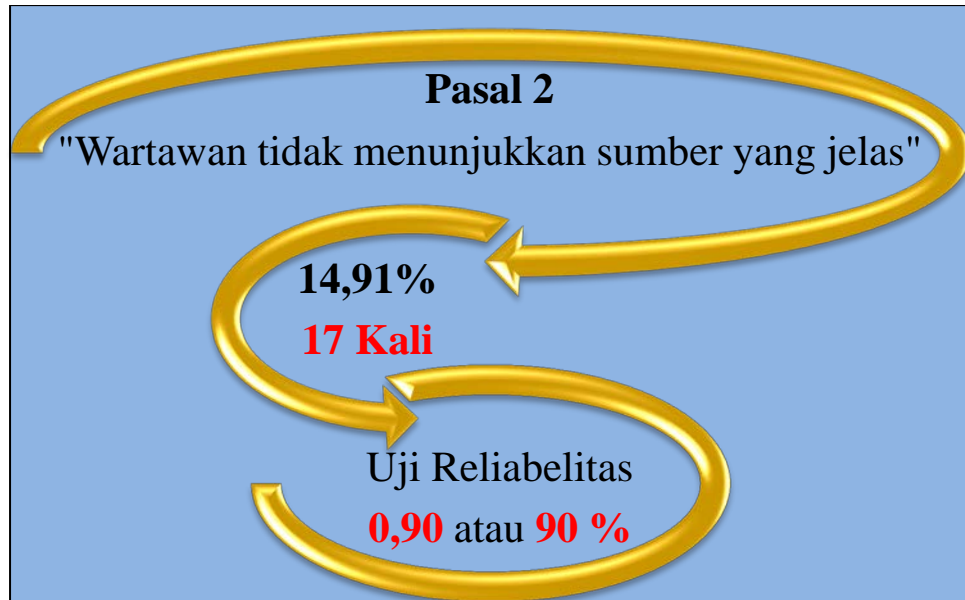 Pasal 2
"Wartawan tidak menunjukkan sumber yang jelas"
14,91%
17 Kali
Uji Reliabelitas
0,90 atau 90 %